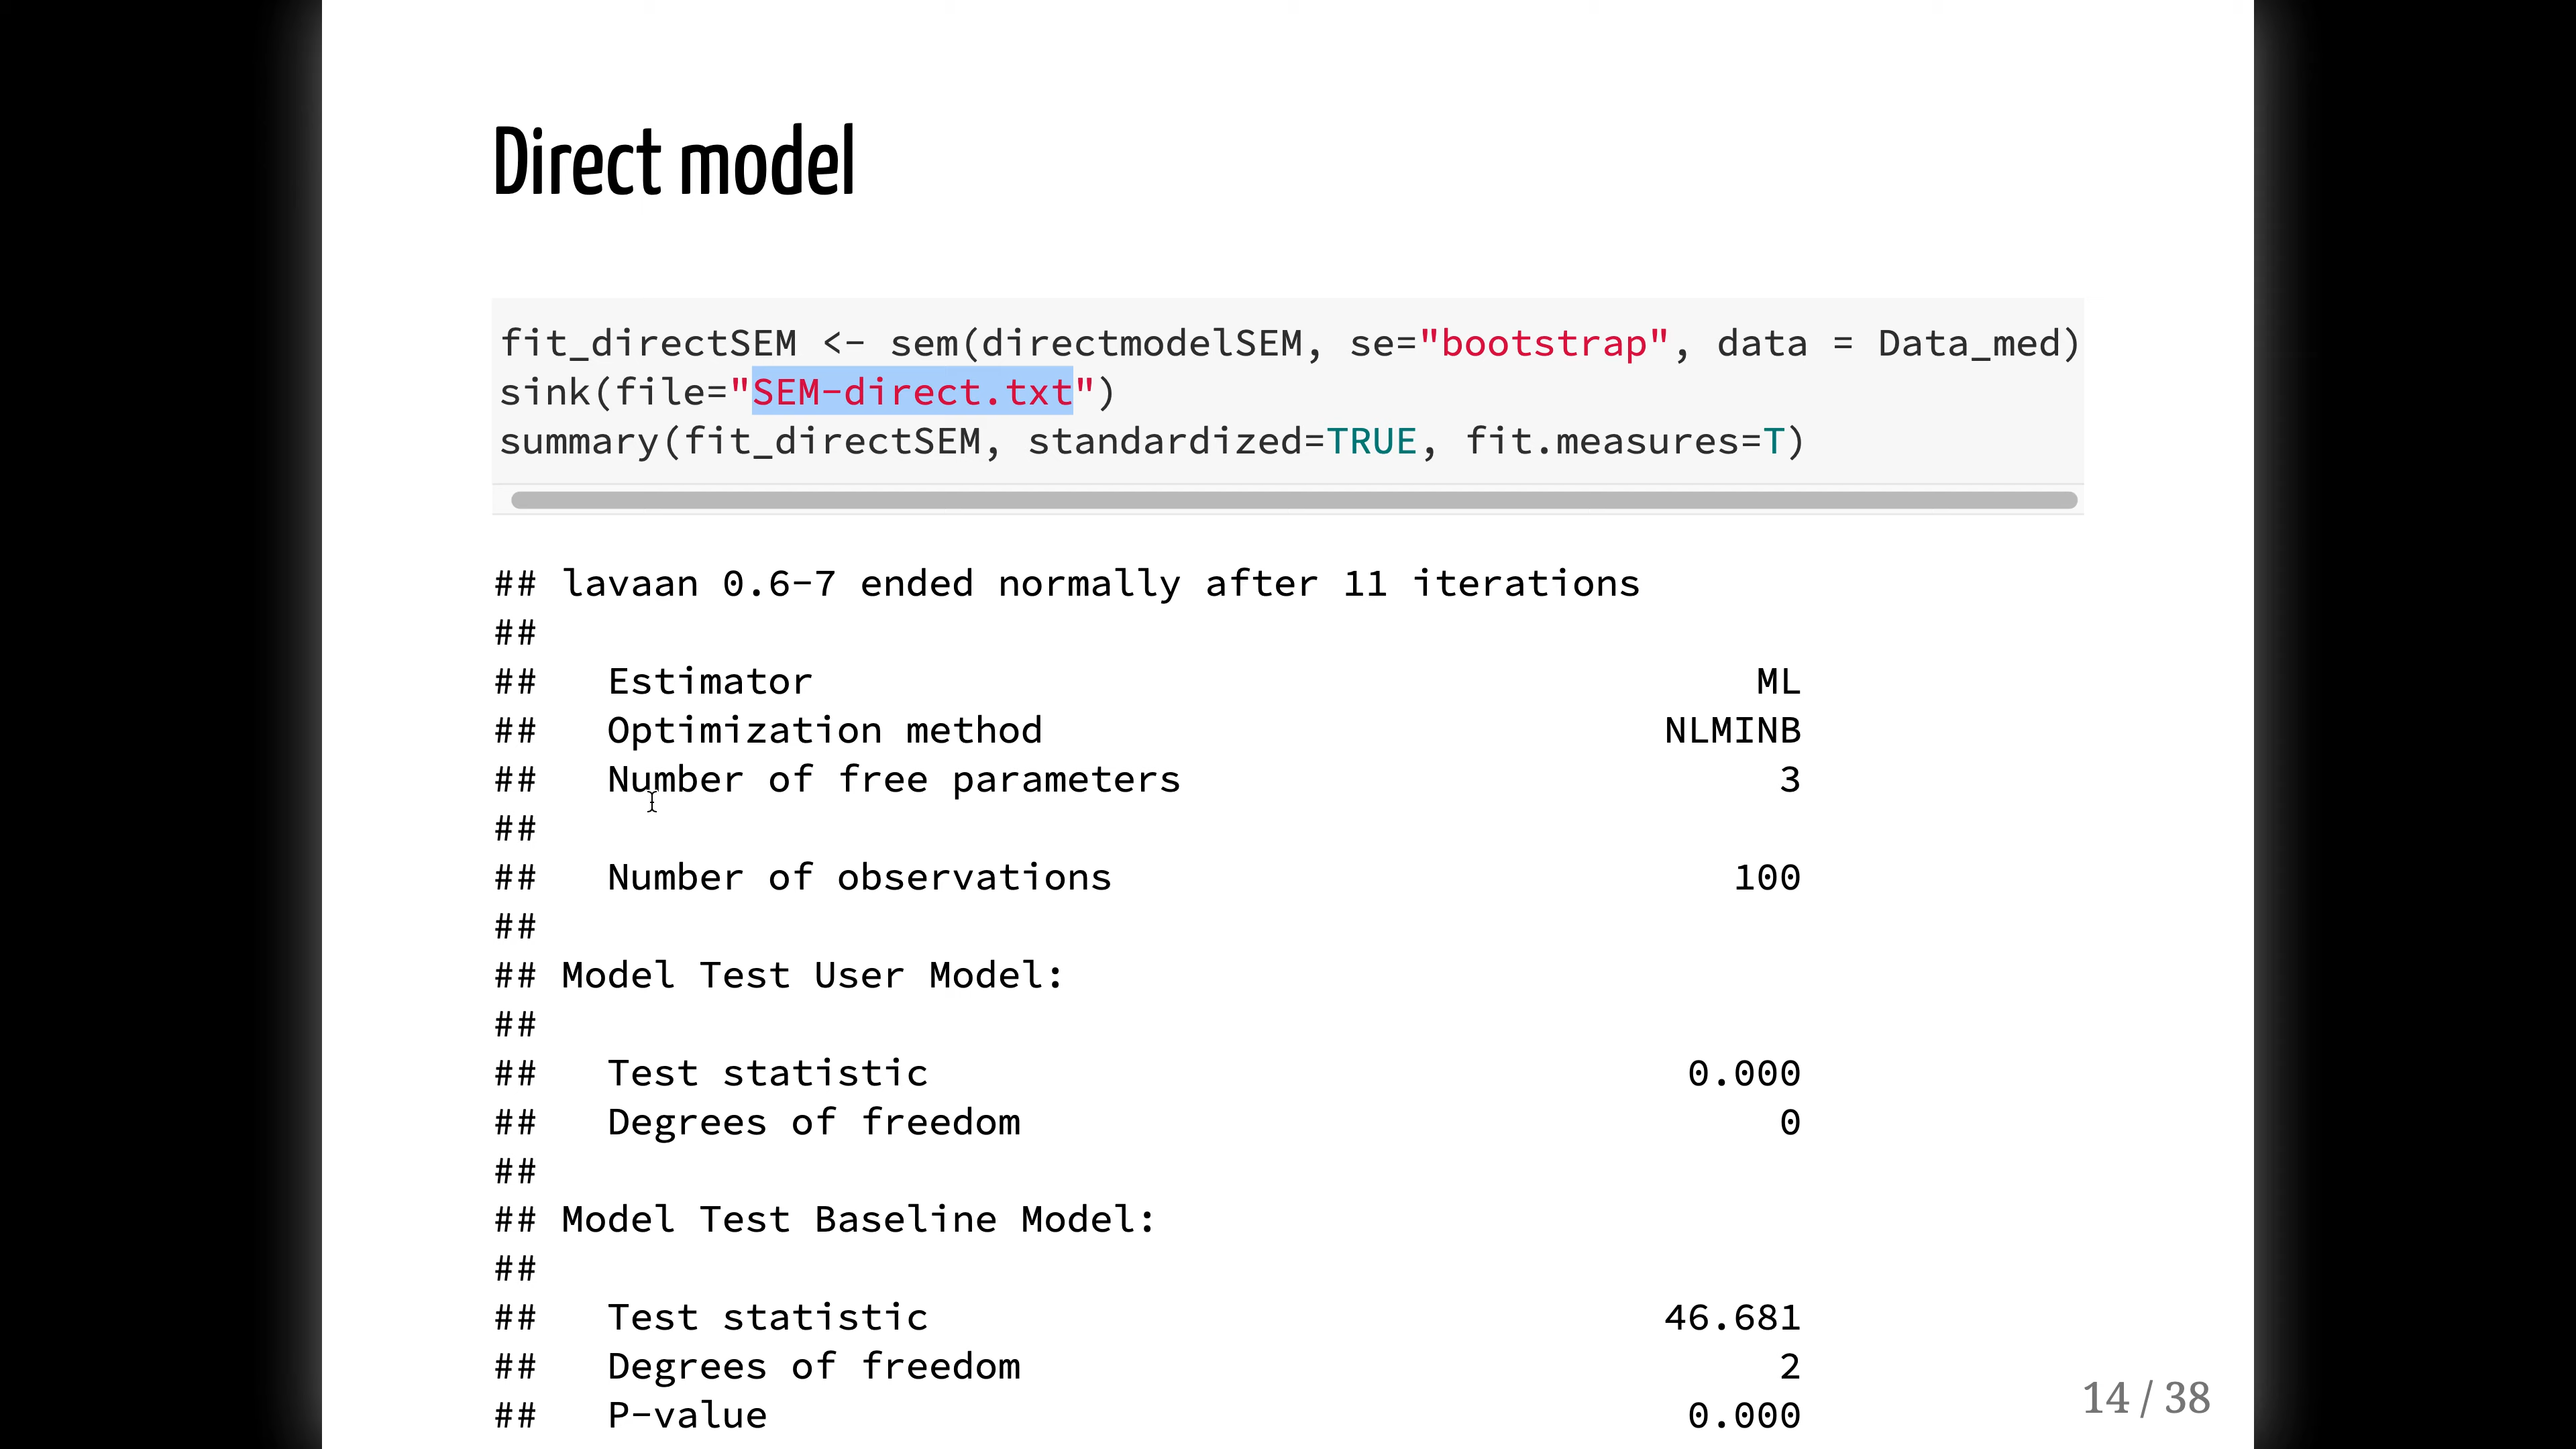 Direct model
fit_directSEM <- sem(directmodelSEM, se="bootstrap", data = Data_med)
sink(file="SEM-direct.txt")
summary(fit_directSEM, standardized=TRUE, fit.measures=T)
## lavaan 0.6-7 ended normally after 11 iterations
##
##   Estimator                                         ML
##   Optimization method                           NLMINB
##   Number of free parameters                          3
##
##   Number of observations                           100
##
## Model Test User Model:
##
##   Test statistic                                 0.000
##   Degrees of freedom                                 0
##
## Model Test Baseline Model:
##
##   Test statistic                                46.681
##   Degrees of freedom                                 2
##   P-value                                        0.000
14 / 38